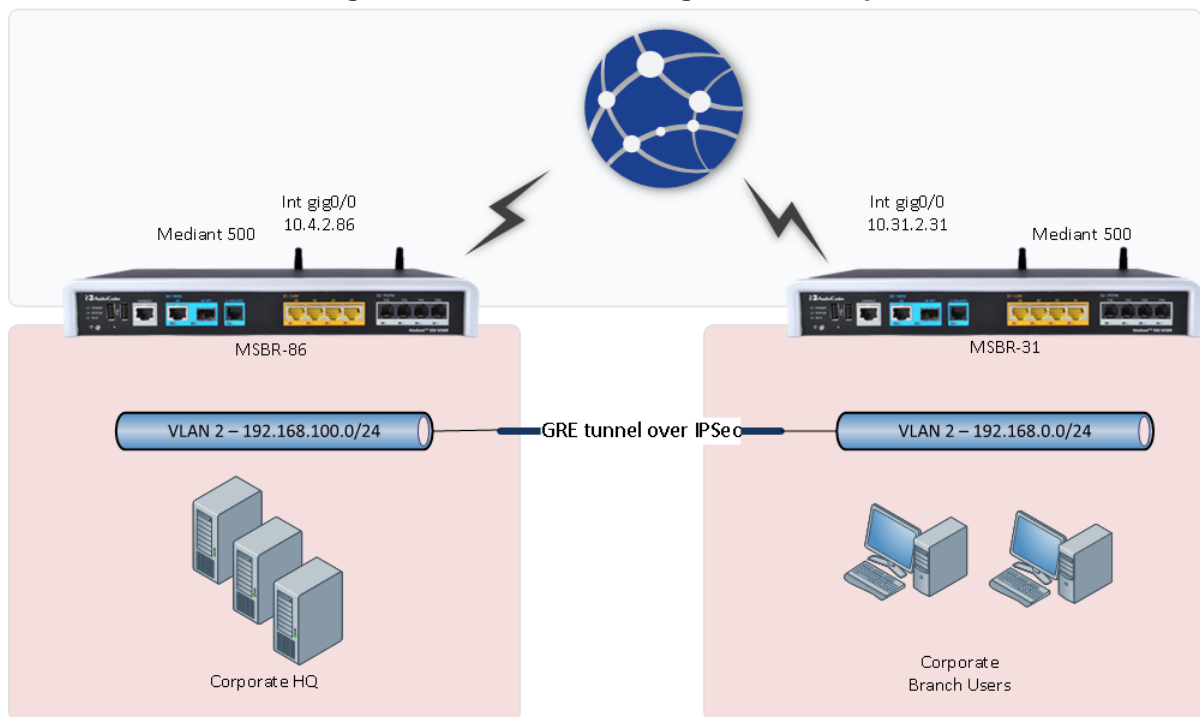 Int gig0/0
10.4.2.86
Mediant 500
Int gig0/0
10.31.2.31
Mediant 500
AudioCodes
AudioCodes
MSBR-86
MSBR-31
VLAN 2 – 192.168.100.0/24
GRE tunnel over IPSec
VLAN 2 – 192.168.0.0/24
Corporate HQ
Corporate
Branch Users